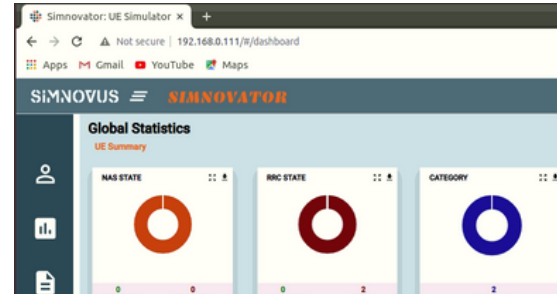 Simnovator: UE Simulator × +
Not secure | 192.168.0.111/#/dashboard
Apps Gmail YouTube Maps
SiMNOVUS SIMNOVATOR
Global Statistics
UE Summary
NAS STATE RRC STATE CATEGORY
0 0 0 2 2